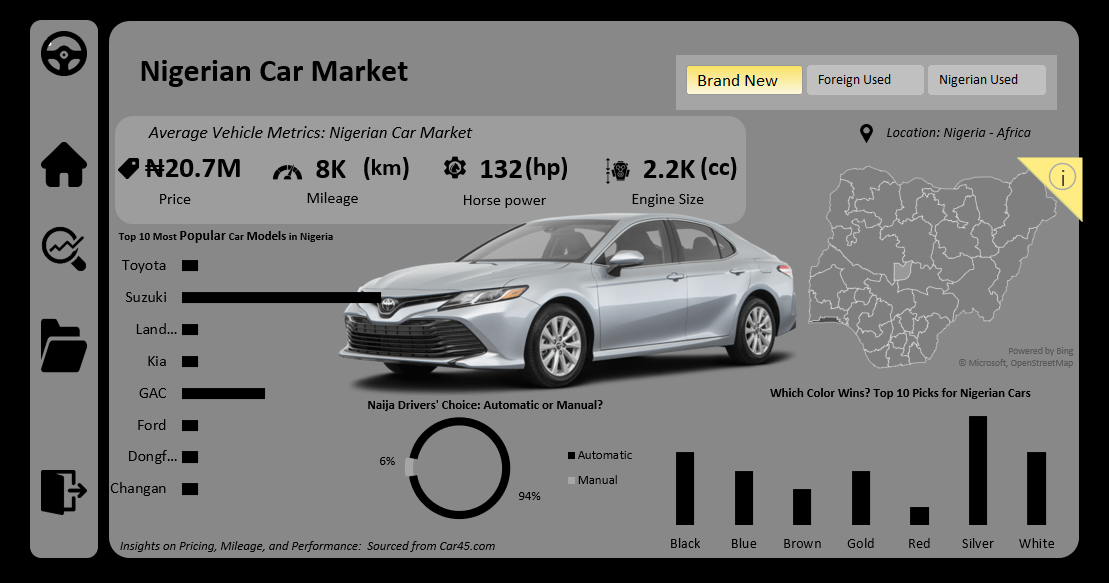 Nigerian Car Market
Brand New
Foreign Used
Nigerian Used
Average Vehicle Metrics: Nigerian Car Market
₦20.7M
Price
8K (km)
Mileage
132 (hp)
Horse power
2.2K (cc)
Engine Size
Location: Nigeria - Africa
i
Powered by Bing
© Microsoft, OpenStreetMap
Top 10 Most Popular Car Models in Nigeria
Toyota
Suzuki
Land...
Kia
GAC
Ford
Dongf...
Changan
Naija Drivers' Choice: Automatic or Manual?
6%
94%
Automatic
Manual
Which Color Wins? Top 10 Picks for Nigerian Cars
Black Blue Brown Gold Red Silver White
Insights on Pricing, Mileage, and Performance: Sourced from Car45.com